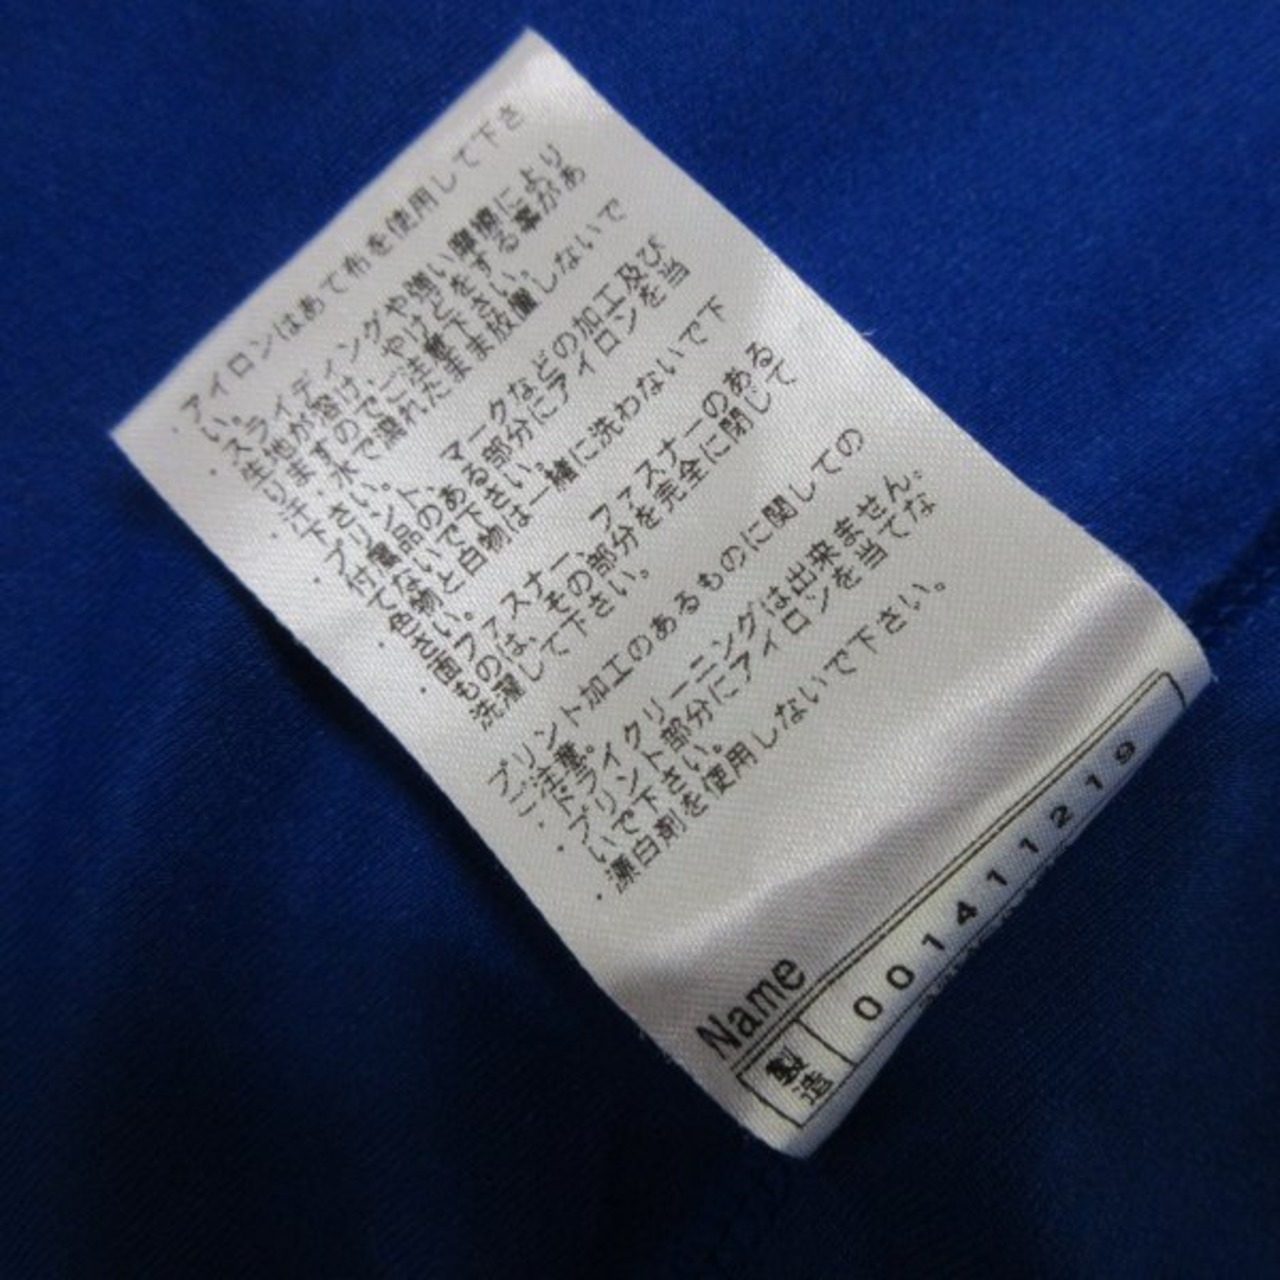 ・アイロンはあて布を使用して下さ
い。
・スライディングや強い摩擦により
生地が溶け、やけどをする事があ
りますのでご注意下さい。
・汗・水で濡れたまま放置しないで
下さい。
・プリント、マークなどの加工及び
付属品のある部分にアイロンを当
てないで下さい。
・色物と白物は一緒に洗わないで下
さい。
・両面ファスナー、ファスナーのある
ものは、その部分を完全に閉じて
洗濯して下さい。
プリント加工のあるものに関しての
ご注意。
・ドライクリーニングは出来ません。
・プリント部分にアイロンを当てな
いで下さい。
・漂白剤を使用しないで下さい。
Name
製造 00141 1219